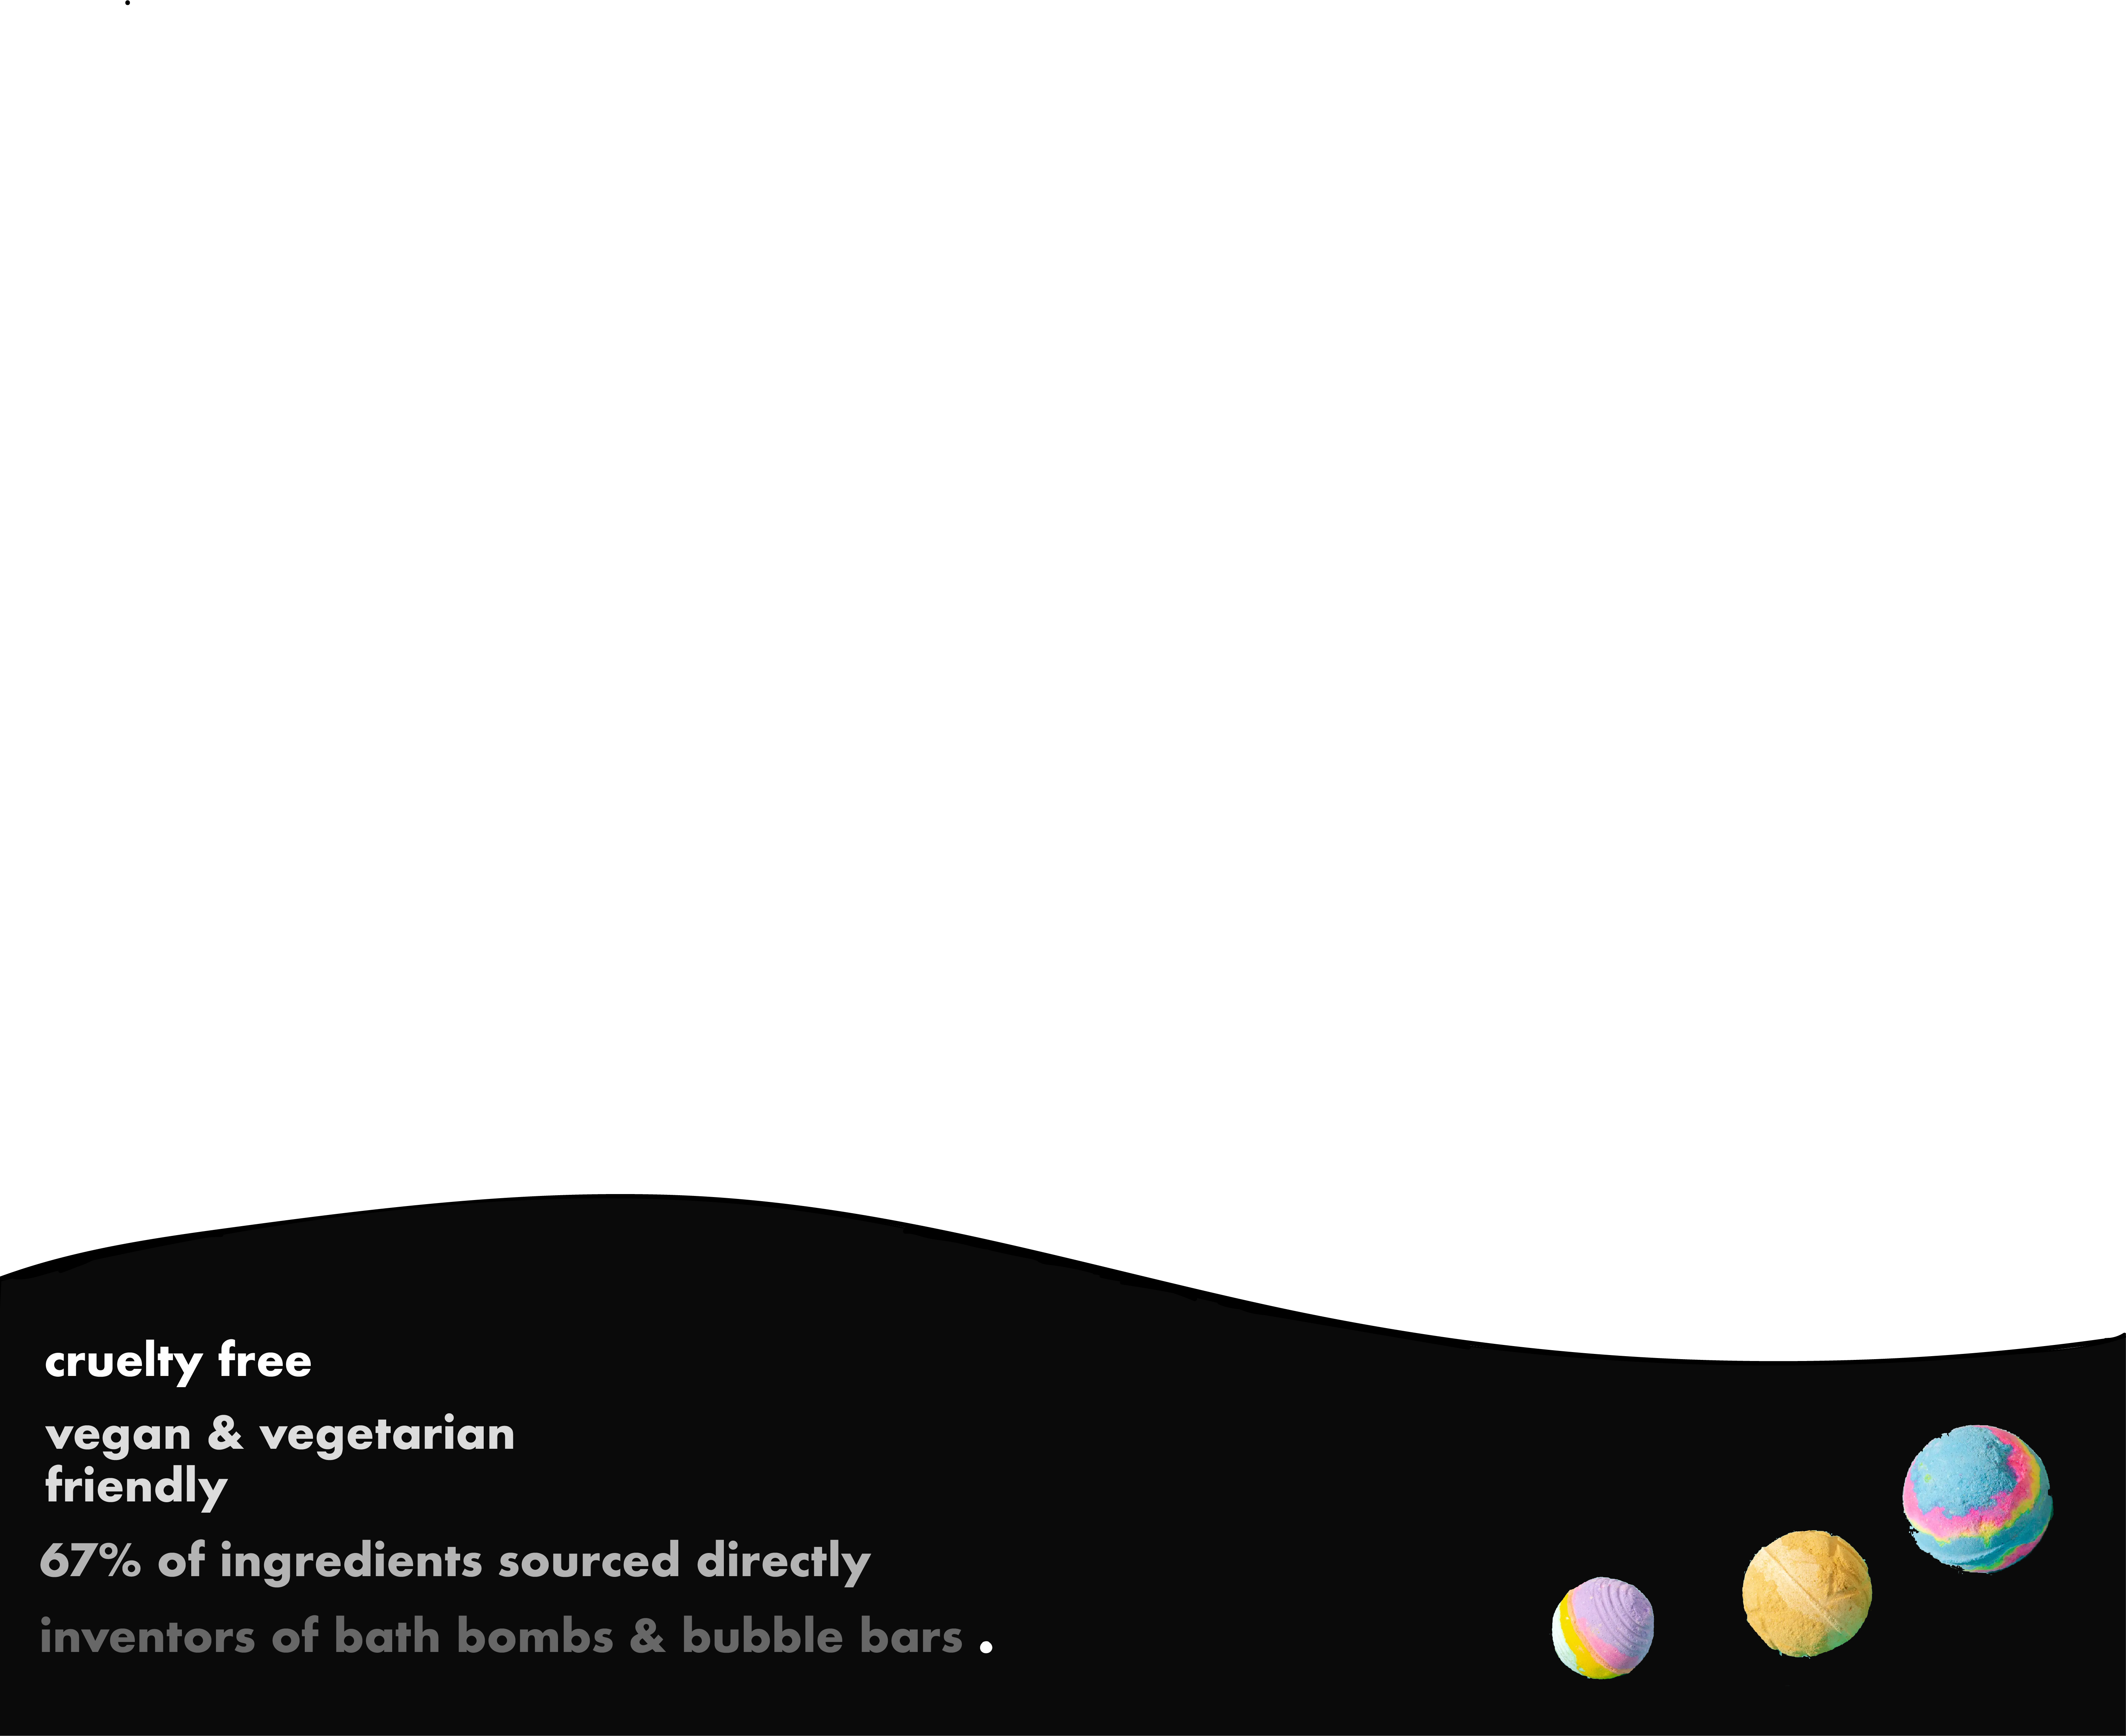 cruelty free
vegan & vegetarian
friendly
67% of ingredients sourced directly
inventors of bath bombs & bubble bars .